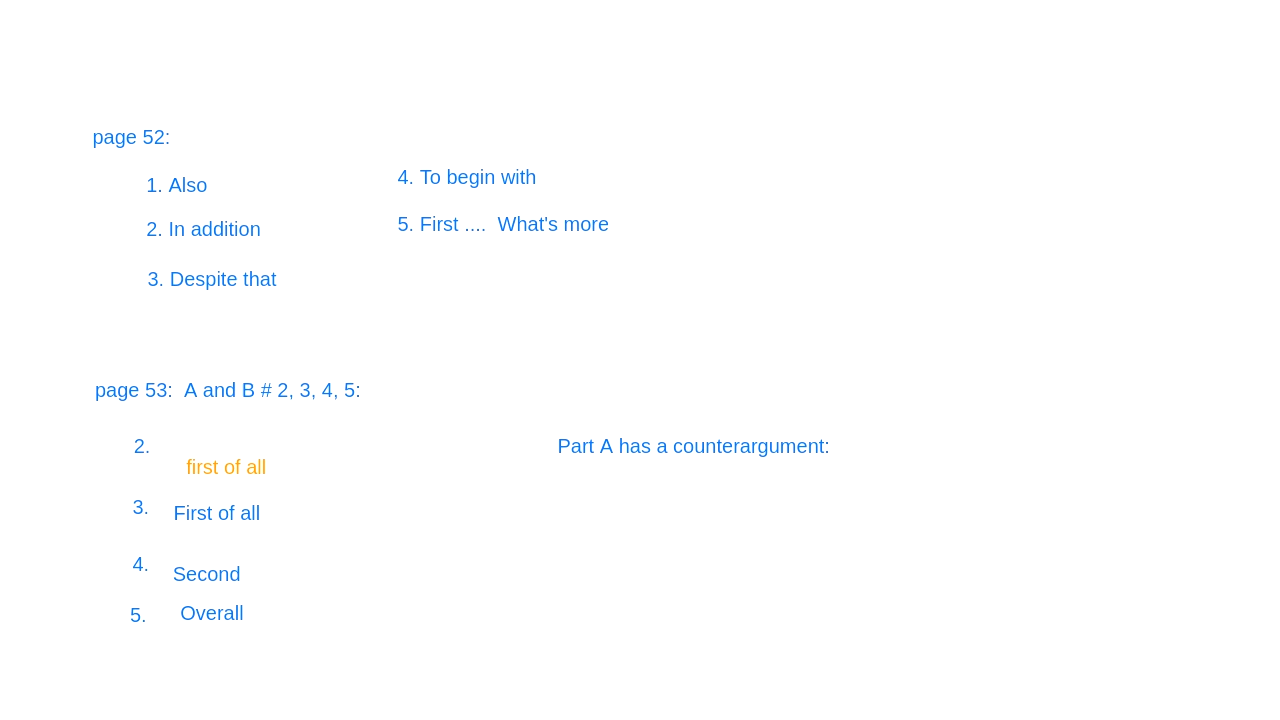 page 52:
1. Also
2. In addition
3. Despite that
4. To begin with
5. First ....  What's more
page 53:  A and B # 2, 3, 4, 5:
2.
first of all
3.
First of all
4.
Second
5.
Overall
Part A has a counterargument: